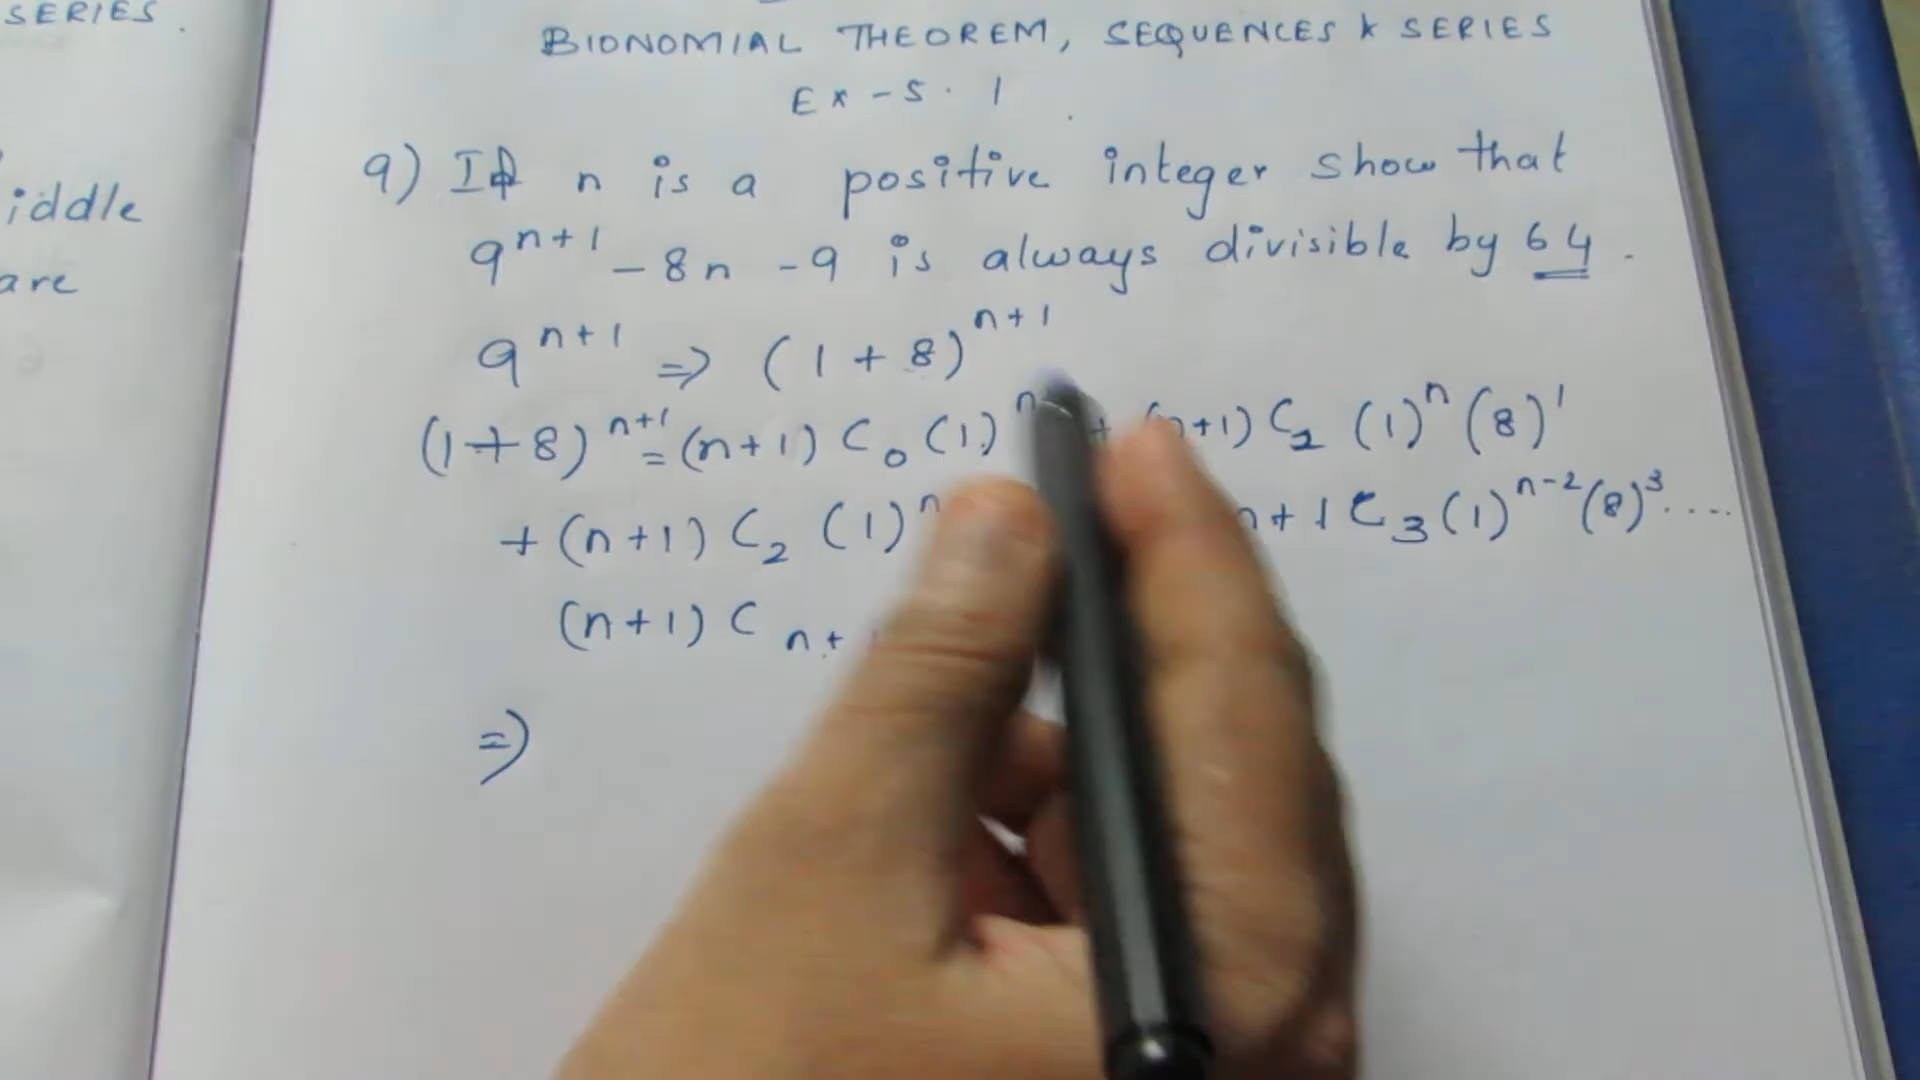 SERIES.
iddle
are
BIONOMIAL THEOREM, SEQUENCES & SERIES
Ex-5.1
9) If n is a positive integer show that
9^{n+1} - 8n - 9 is always divisible by 64.
9^{n+1} ⇒ (1+8)^{n+1}
(1+8)^{n+1} = (n+1) C_0 (1)^n + (n+1) C_2 (1)^n (8)^1
+ (n+1) C_2 (1)^n n+1 C_3 (1)^{n-2} (8)^3 ....
(n+1) C_{n+
⇒